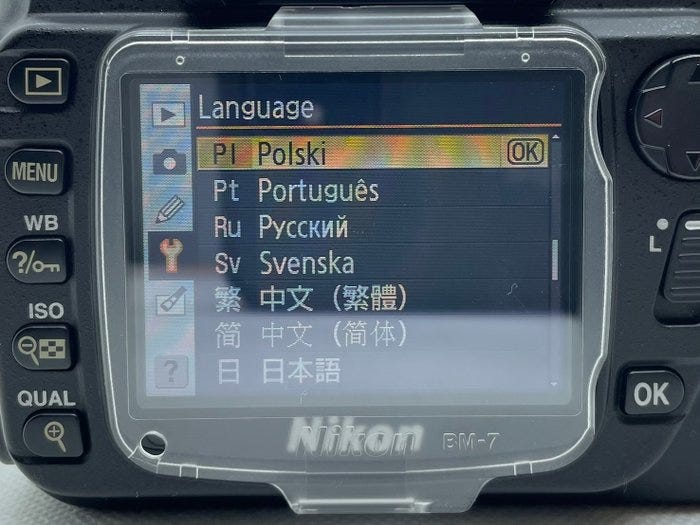 Language
Pl Polski OK
Pt Português
Ru Русский
Sv Svenska
繁 中文 (繁體)
简 中文 (简体)
日 日本語
MENU
WB
?/
ISO
QUAL
?
L
OK
Nikon BM-7